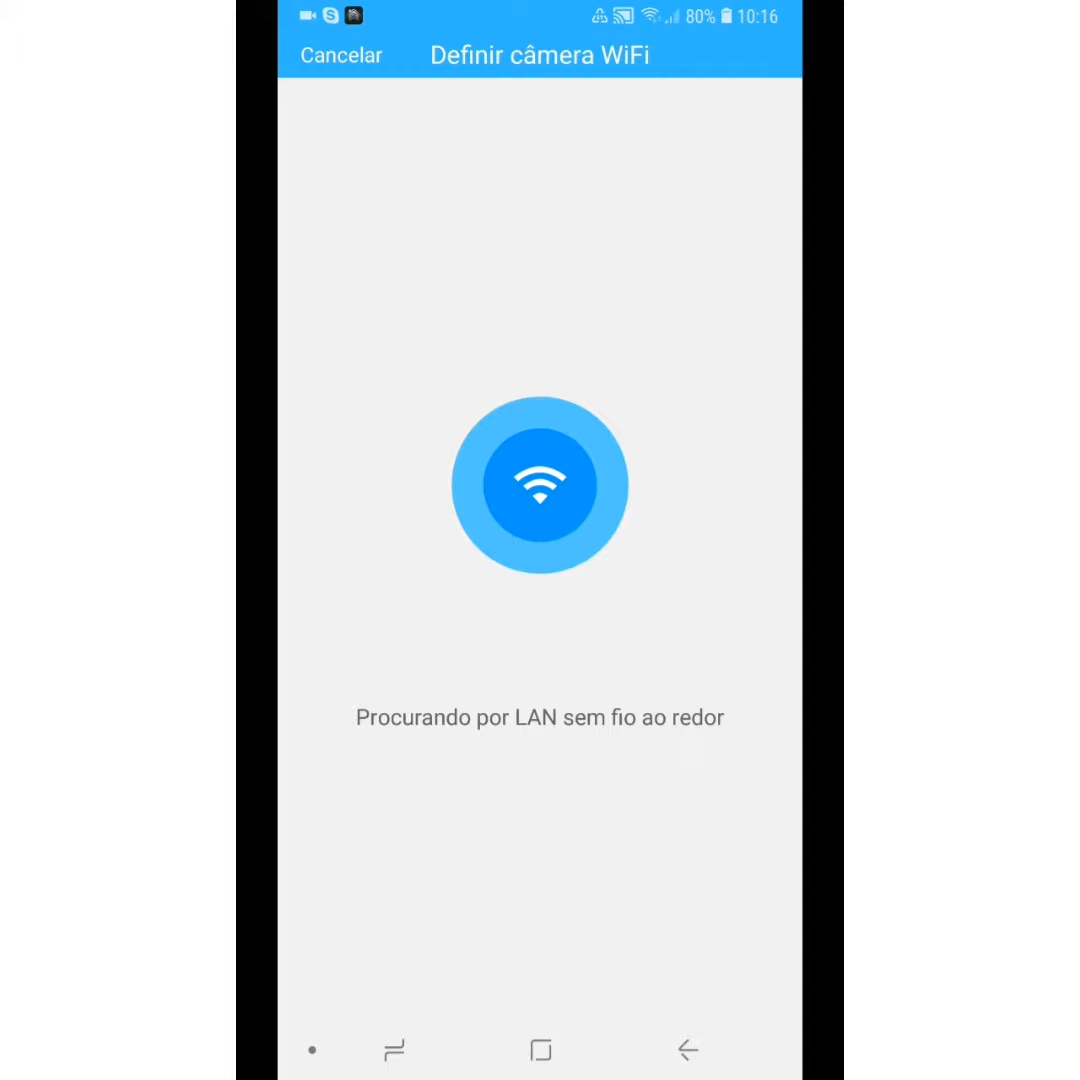 80% 10:16
Cancelar Definir câmera WiFi
Procurando por LAN sem fio ao redor